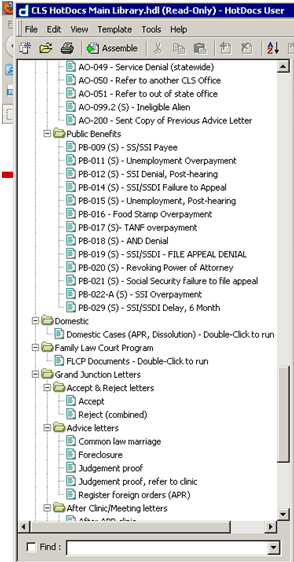 CLS HotDocs Main Library.hdl (Read-Only) - HotDocs User
File Edit View Template Tools Help
Assemble
AO-049 - Service Denial (statewide)
AO-050 - Refer to another CLS Office
AO-051 - Refer to out of state office
AO-099.2 (S) - Ineligible Alien
AO-200 - Sent Copy of Previous Advice Letter
Public Benefits
PB-009 (S) - SS/SSI Payee
PB-011 (S) - Unemployment Overpayment
PB-012 (S) - SSI Denial, Post-hearing
PB-014 (S) - SSI/SSDI Failure to Appeal
PB-015 (S) - Unemployment, Post-hearing
PB-016 - Food Stamp Overpayment
PB-017 (S)- TANF overpayment
PB-018 (S) - AND Denial
PB-019 (S) - SSI/SSDI - FILE APPEAL DENIAL
PB-020 (S) - Revoking Power of Attorney
PB-021 (S) - Social Security failure to file appeal
PB-022-A (S) - SSI Overpayment
PB-029 (S) - SSI/SSDI Delay, 6 Month
Domestic
Domestic Cases (APR, Dissolution) - Double-Click to run
Family Law Court Program
FLCP Documents - Double-Click to run
Grand Junction Letters
Accept & Reject letters
Accept
Reject (combined)
Advice letters
Common law marriage
Foreclosure
Judgement proof
Judgement proof, refer to clinic
Register foreign orders (APR)
After Clinic/Meeting letters
After APR clinic
Find :